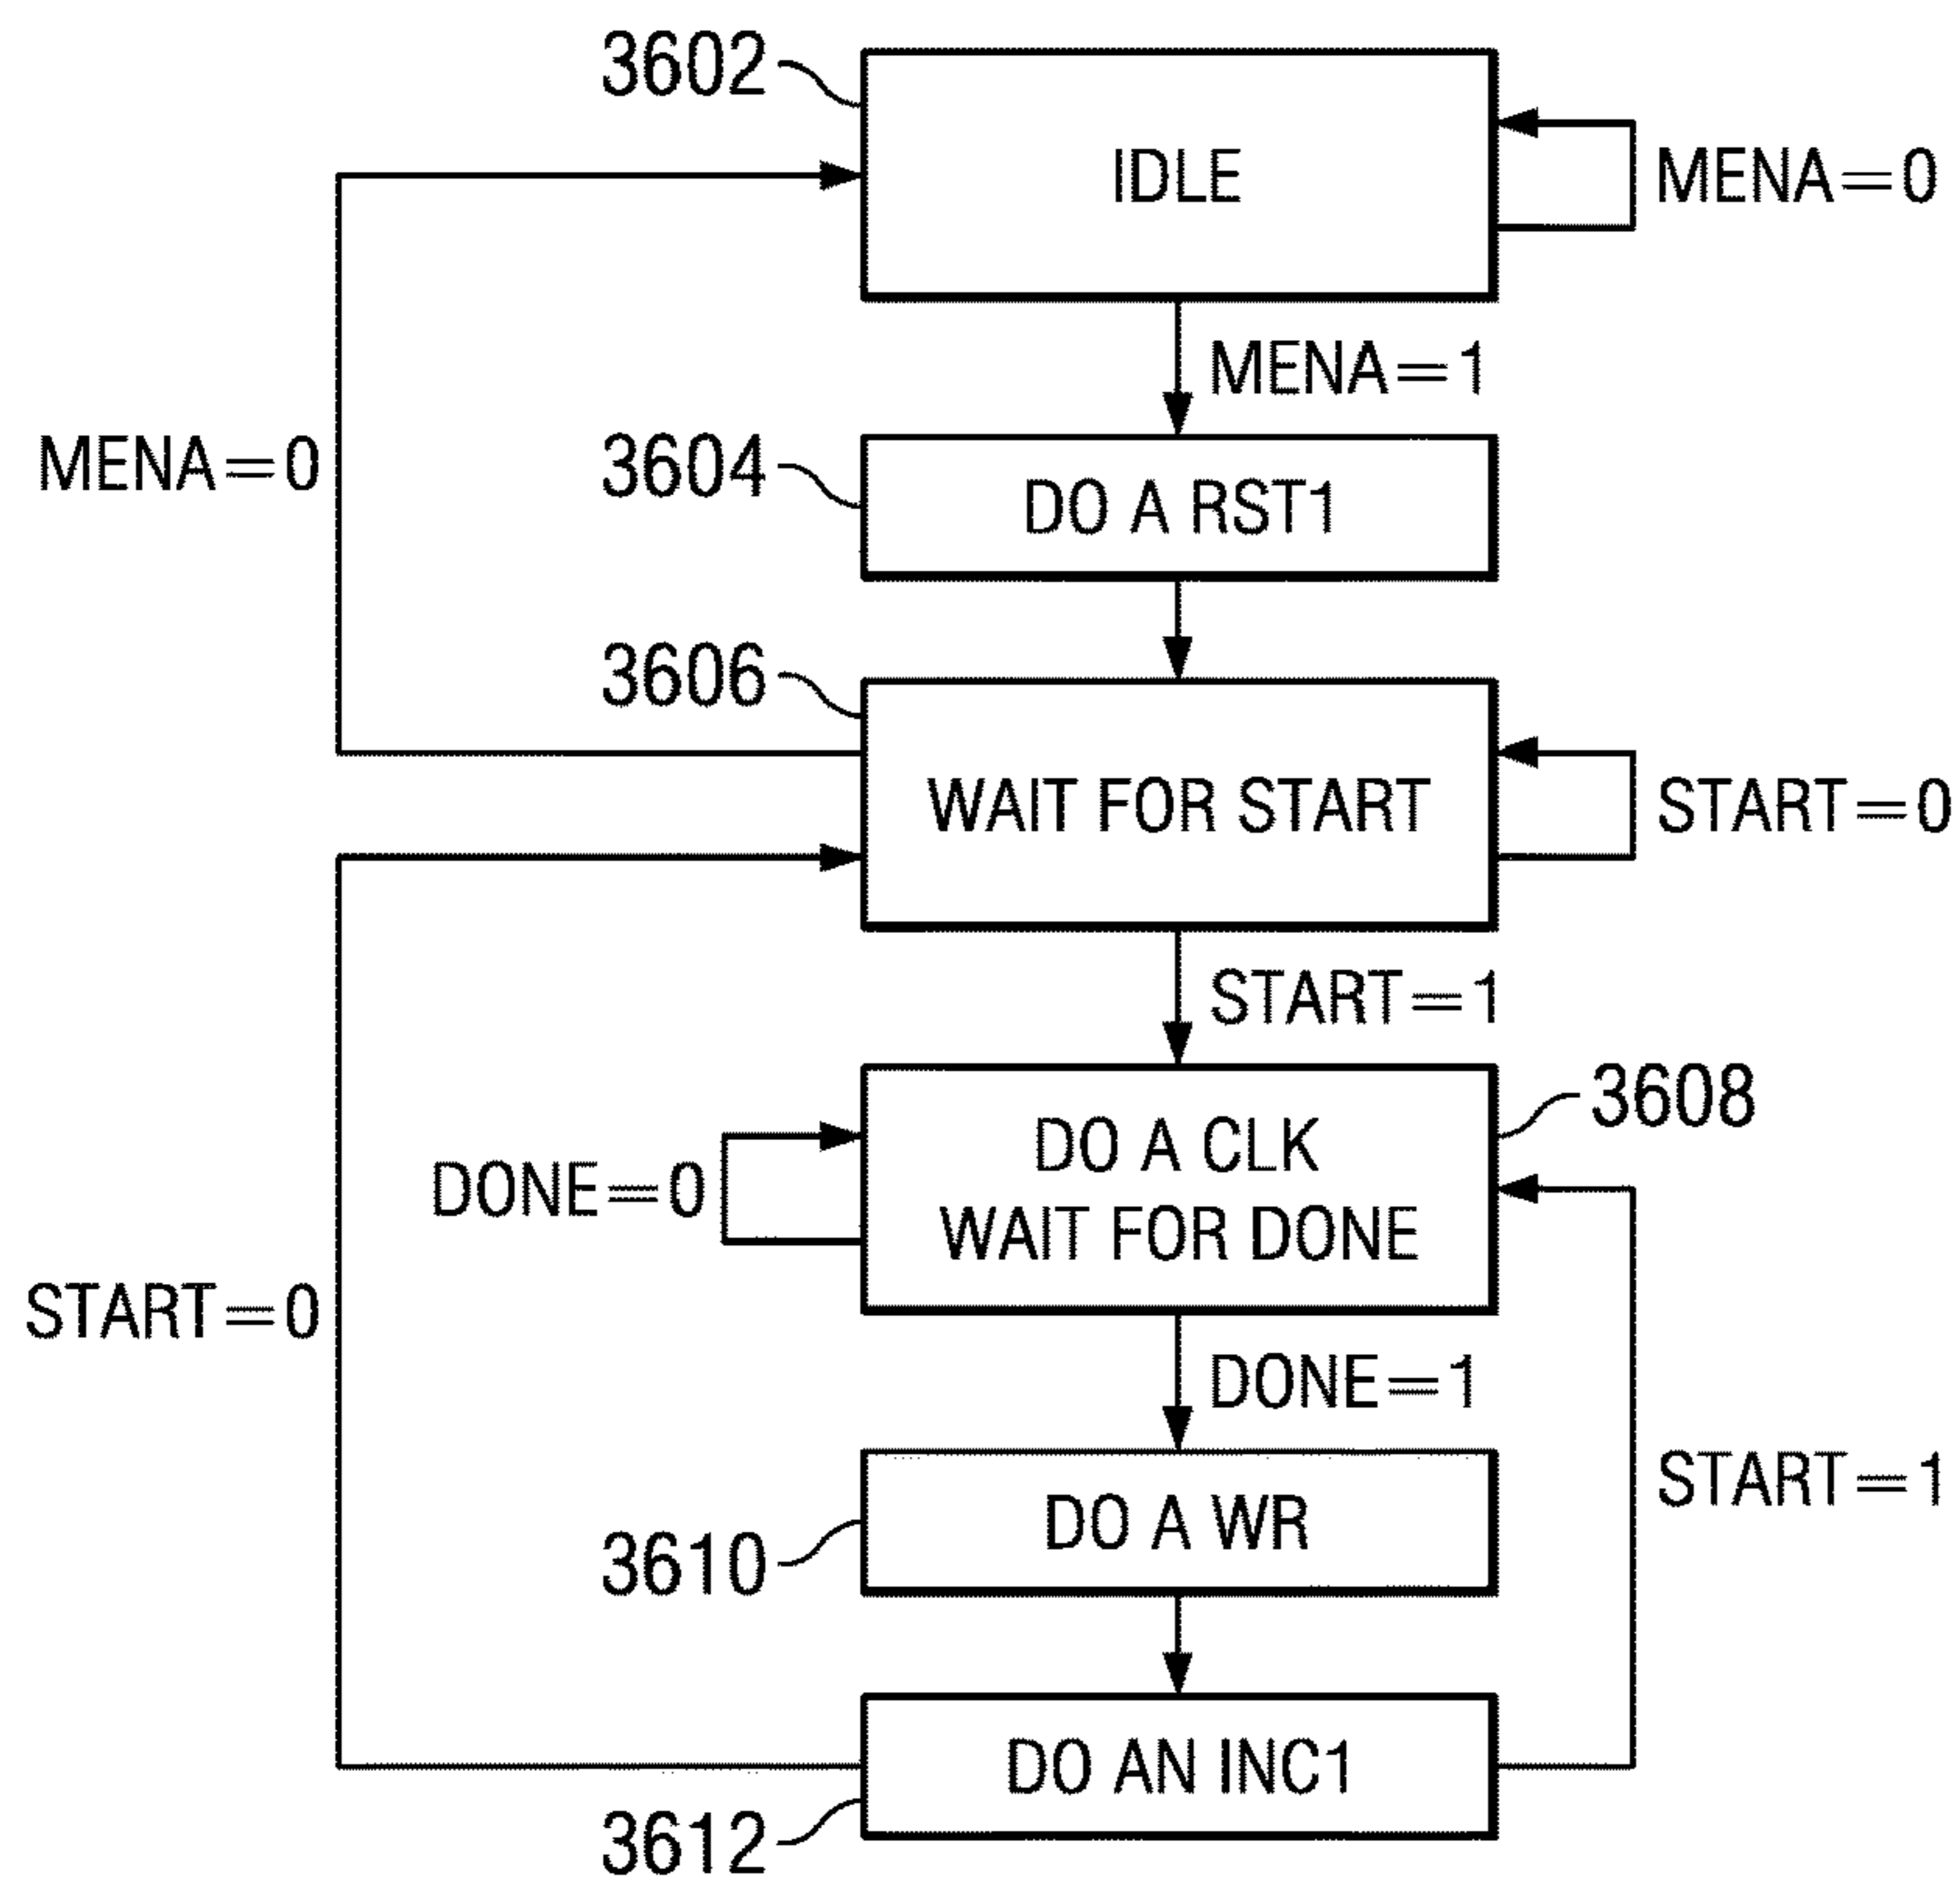 3602
IDLE
MENA=0
MENA=1
MENA=0
3604
DO A RST1
3606
WAIT FOR START
START=0
START=1
3608
DO A CLK
WAIT FOR DONE
DONE=0
START=0
DONE=1
START=1
DO A WR
3610
DO AN INC1
3612